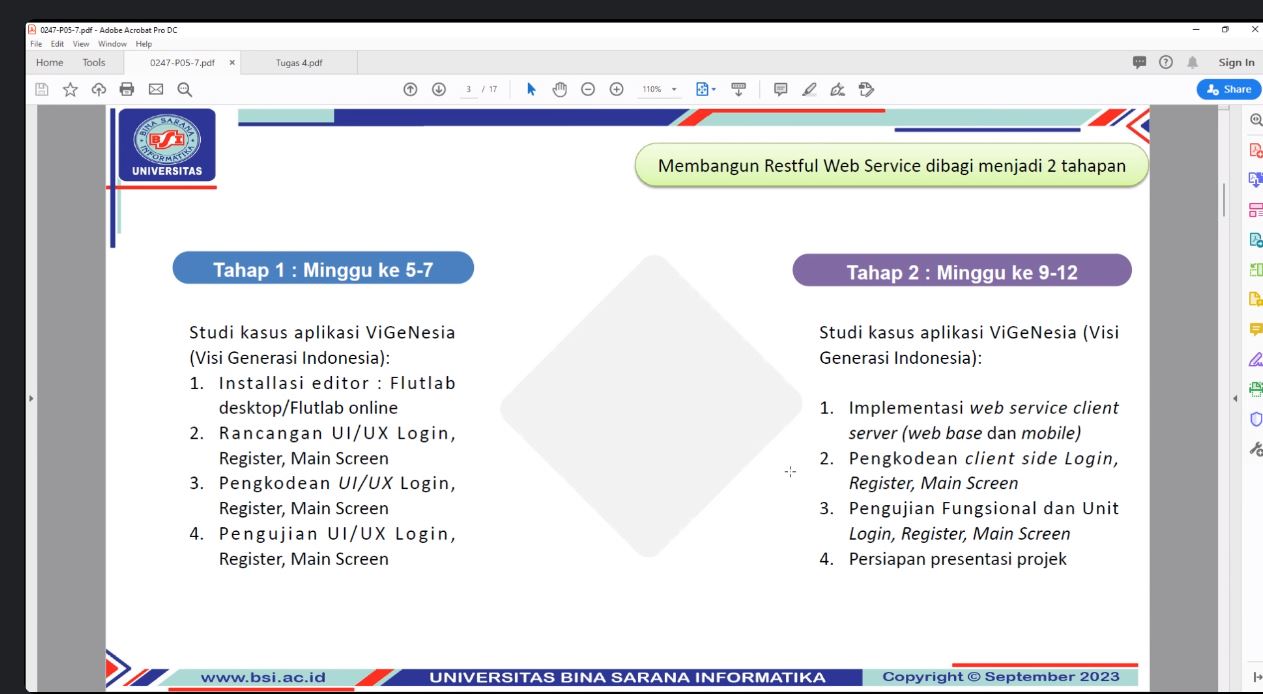 0247-P05-7.pdf - Adobe Acrobat Pro DC
File Edit View Window Help
Home Tools 0247-P05-7.pdf × Tugas 4.pdf Sign In
3 / 17 110% Share
BINA SARANA
BSI
INFORMATIKA
UNIVERSITAS
Membangun Restful Web Service dibagi menjadi 2 tahapan
Tahap 1 : Minggu ke 5-7
Studi kasus aplikasi ViGeNesia
(Visi Generasi Indonesia):
1. Installasi editor : Flutlab
desktop/Flutlab online
2. Rancangan UI/UX Login,
Register, Main Screen
3. Pengkodean UI/UX Login,
Register, Main Screen
4. Pengujian UI/UX Login,
Register, Main Screen
Tahap 2 : Minggu ke 9-12
Studi kasus aplikasi ViGeNesia (Visi
Generasi Indonesia):
1. Implementasi web service client
server (web base dan mobile)
2. Pengkodean client side Login,
Register, Main Screen
3. Pengujian Fungsional dan Unit
Login, Register, Main Screen
4. Persiapan presentasi projek
www.bsi.ac.id UNIVERSITAS BINA SARANA INFORMATIKA Copyright © September 2023